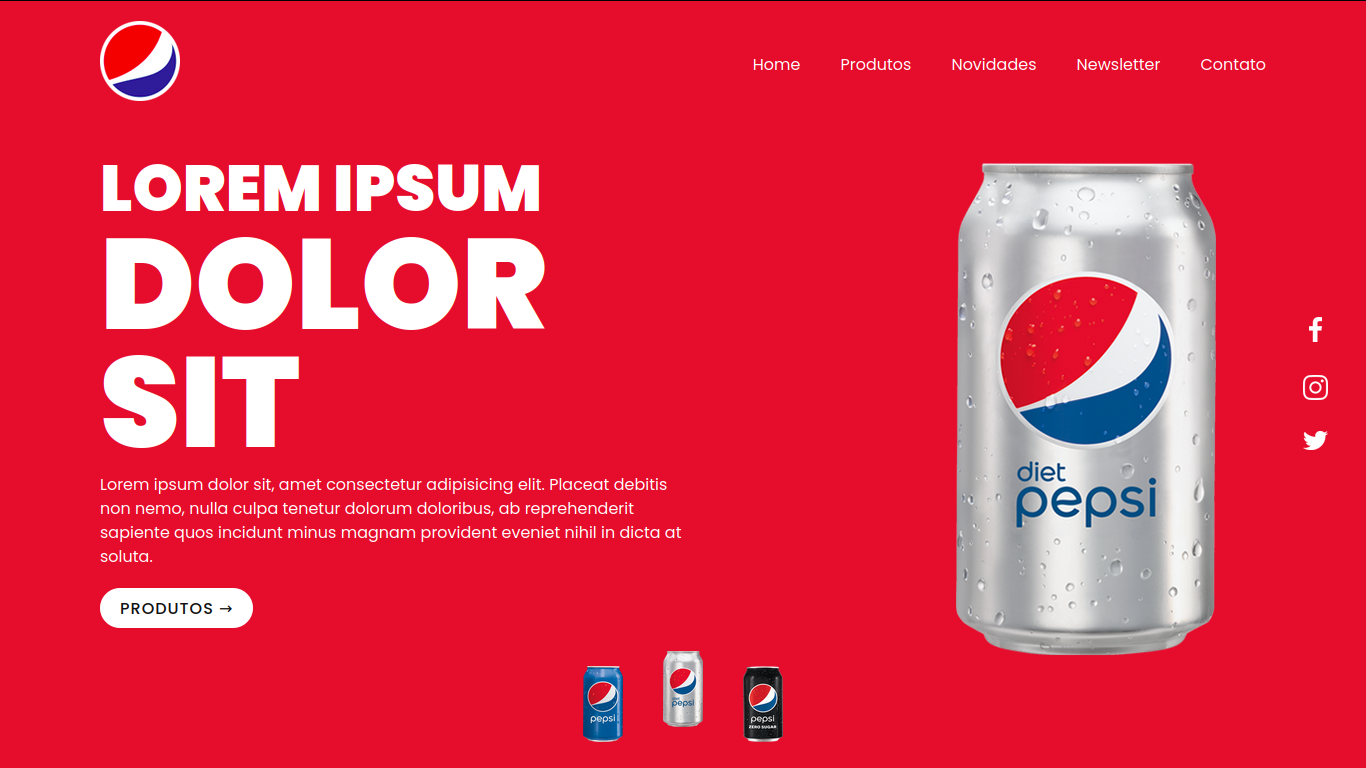 Home Produtos Novidades Newsletter Contato
LOREM IPSUM
DOLOR
SIT
Lorem ipsum dolor sit, amet consectetur adipisicing elit. Placeat debitis
non nemo, nulla culpa tenetur dolorum doloribus, ab reprehenderit
sapiente quos incidunt minus magnam provident eveniet nihil in dicta at
soluta.
PRODUTOS →
diet
pepsi
pepsi
diet
pepsi
pepsi
ZERO SUGAR